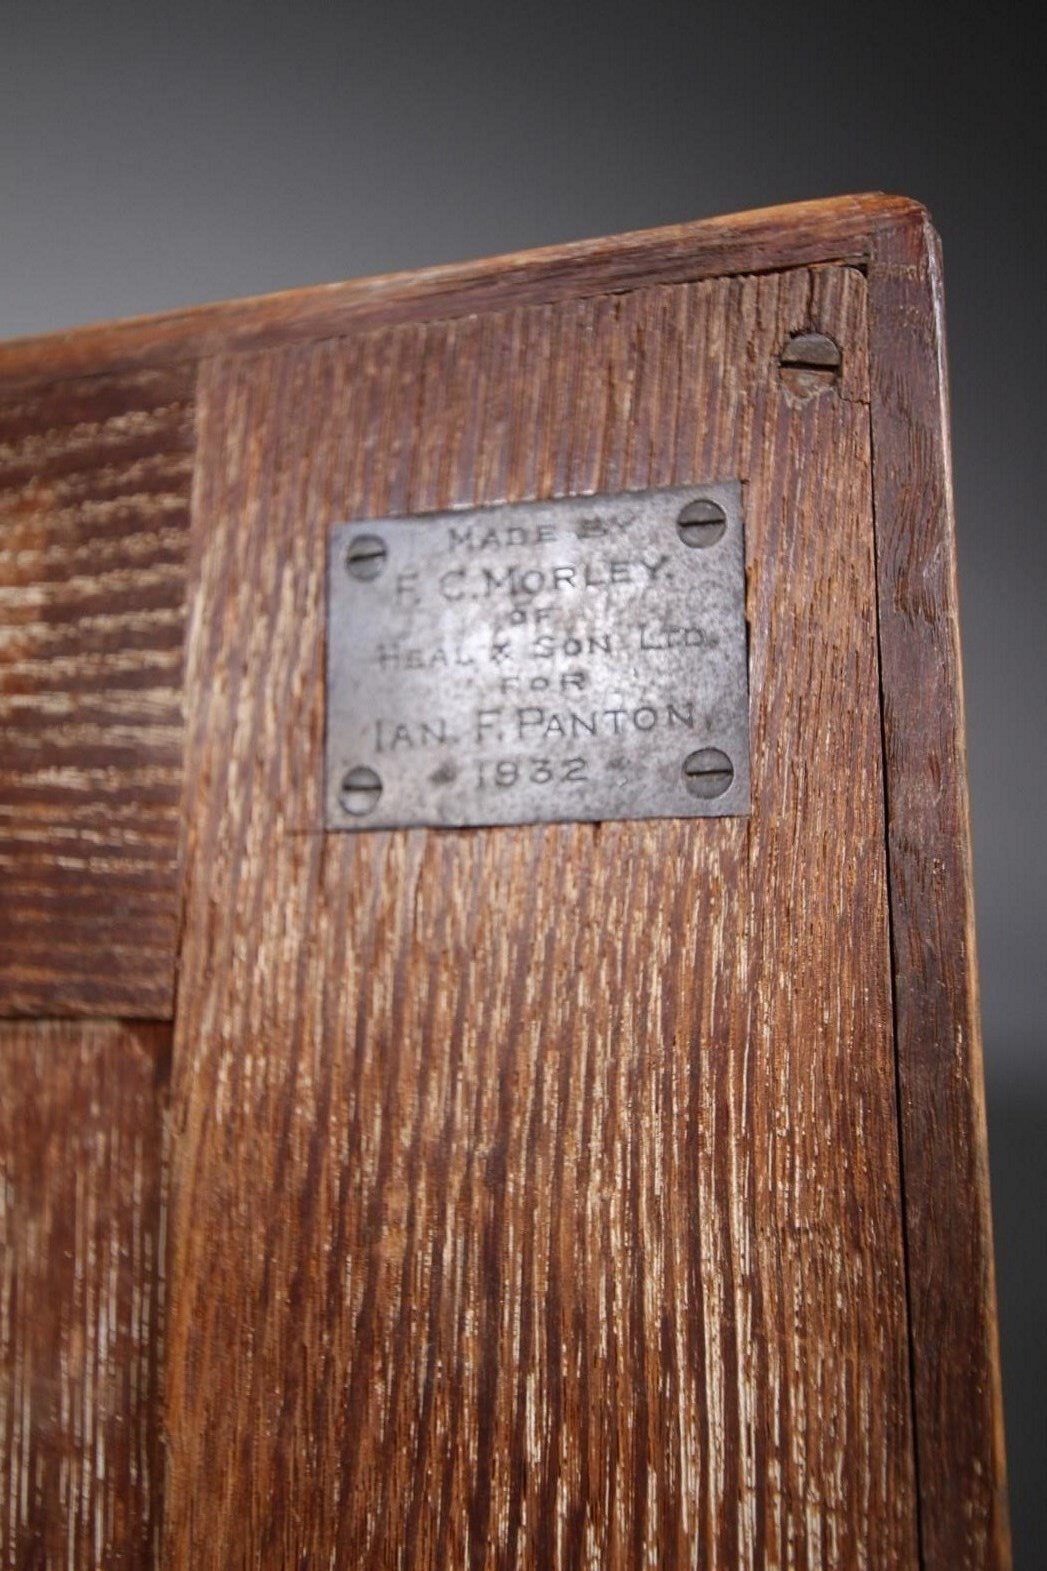 MADE BY
F. C. MORLEY.
OF
HEAL & SON LTD.
FOR
IAN. F. PANTON.
1932